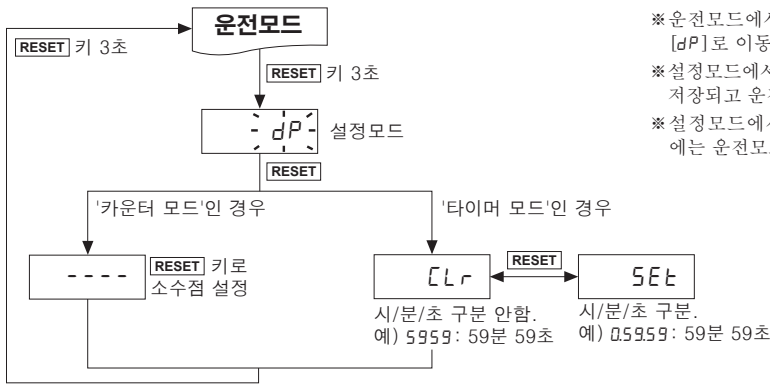 운전모드
RESET 키 3초
RESET 키 3초
dP
설정모드
RESET
'카운터 모드'인 경우
'타이머 모드'인 경우
- - - -
RESET 키로
소수점 설정
CLr
RESET
SEt
시/분/초 구분 안함.
예) 5959 : 59분 59초
시/분/초 구분.
예) 0.59.59 : 59분 59초
※운전모드에서
[dP]로 이동
※설정모드에서
저장되고 운전
※설정모드에서
에는 운전모